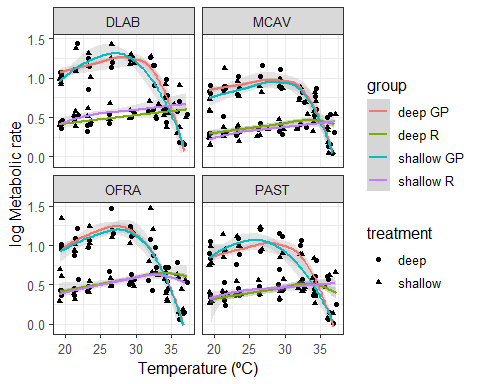 DLAB
MCAV
1.5
1.0
0.5
0.0
OFRA
PAST
1.5
1.0
0.5
0.0
20
25
30
35
20
25
30
35
log Metabolic rate
Temperature (ºC)
group
deep GP
deep R
shallow GP
shallow R
treatment
deep
shallow